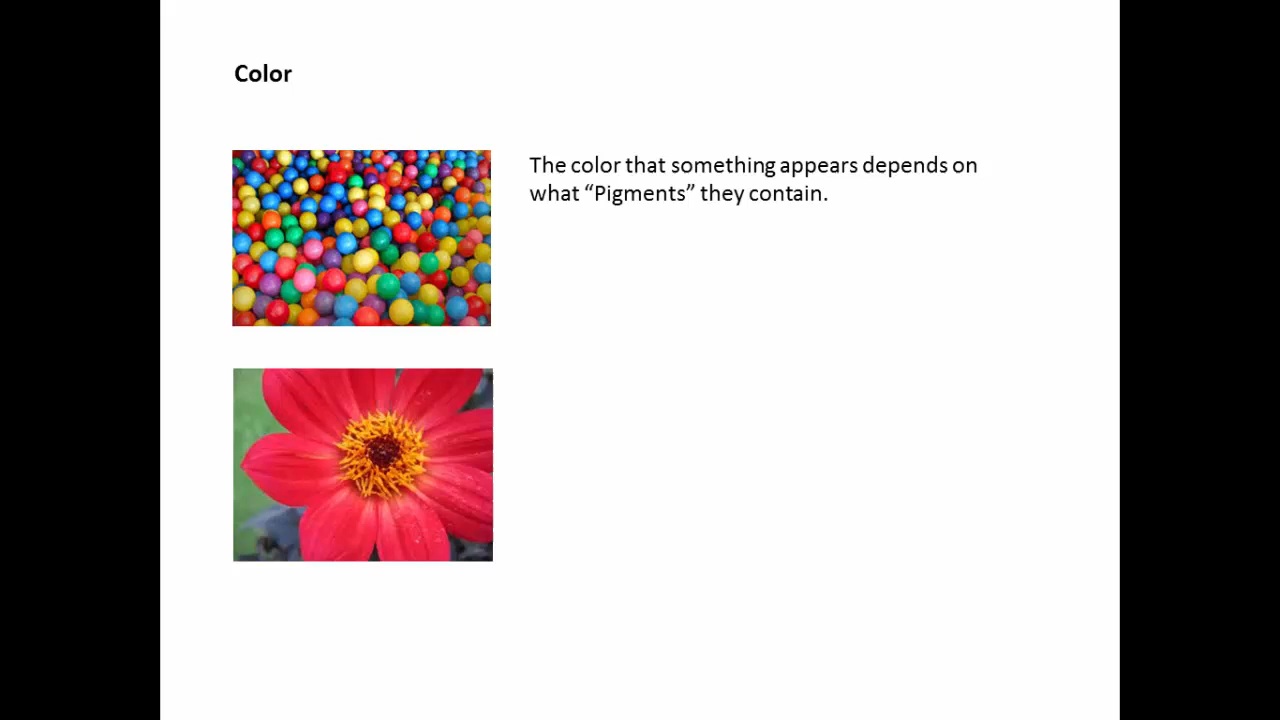 Color
The color that something appears depends on
what “Pigments” they contain.